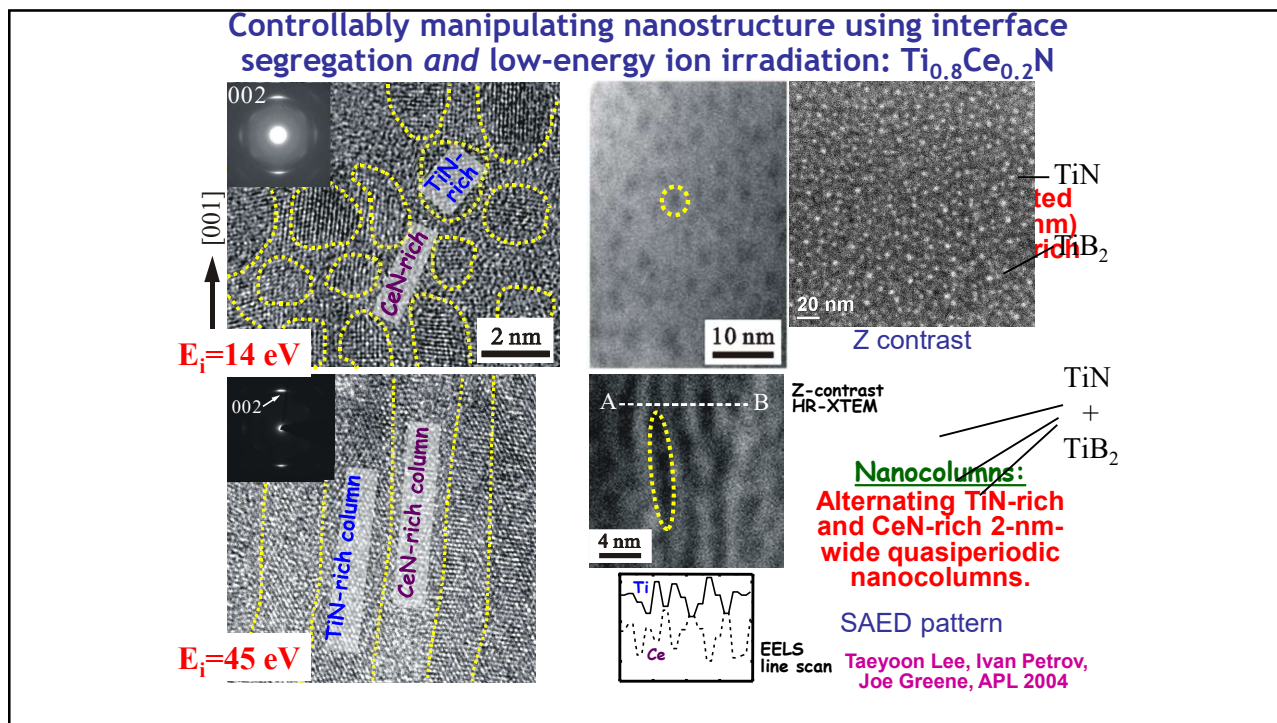 Controllably manipulating nanostructure using interface
segregation and low-energy ion irradiation: Ti0.8Ce0.2N
002
TiN-
rich
CeN-rich
[001]
2 nm
Ei=14 eV
10 nm
20 nm
Z contrast
TiN
ted
nm)
rich
TiB2
002
TiN-rich column
CeN-rich column
Ei=45 eV
A
B
4 nm
Z-contrast
HR-XTEM
Ti
Ce
EELS
line scan
TiN
+
TiB2
Nanocolumns:
Alternating TiN-rich
and CeN-rich 2-nm-
wide quasiperiodic
nanocolumns.
SAED pattern
Taeyoon Lee, Ivan Petrov,
Joe Greene, APL 2004